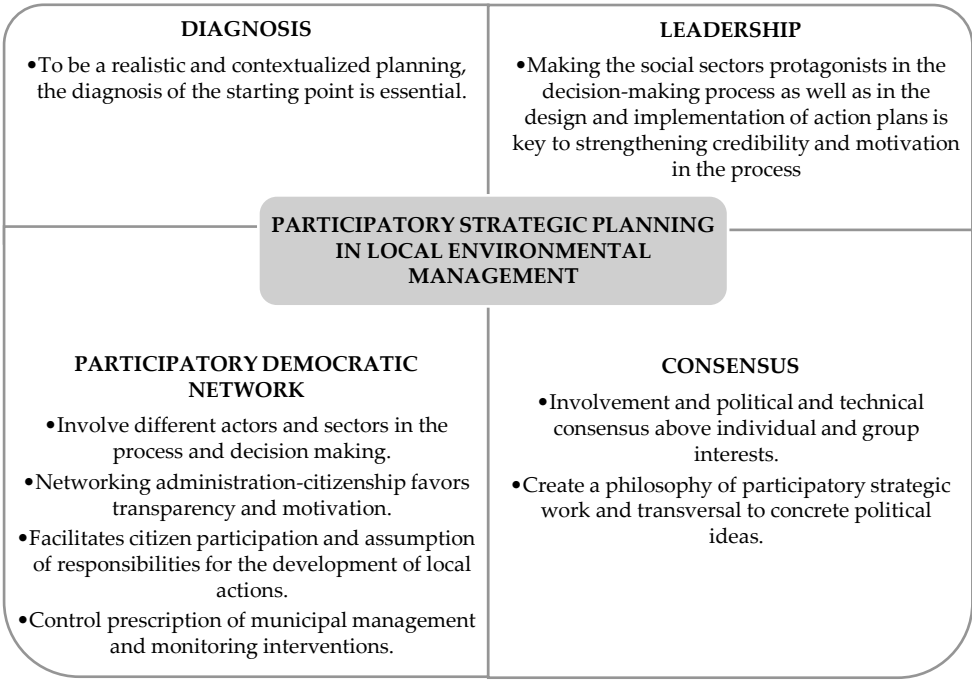 DIAGNOSIS
•To be a realistic and contextualized planning,
the diagnosis of the starting point is essential.
LEADERSHIP
•Making the social sectors protagonists in the
decision-making process as well as in the
design and implementation of action plans is
key to strengthening credibility and motivation
in the process
PARTICIPATORY STRATEGIC PLANNING
IN LOCAL ENVIRONMENTAL
MANAGEMENT
PARTICIPATORY DEMOCRATIC
NETWORK
•Involve different actors and sectors in the
process and decision making.
•Networking administration-citizenship favors
transparency and motivation.
•Facilitates citizen participation and assumption
of responsibilities for the development of local
actions.
•Control prescription of municipal management
and monitoring interventions.
CONSENSUS
•Involvement and political and technical
consensus above individual and group
interests.
•Create a philosophy of participatory strategic
work and transversal to concrete political
ideas.